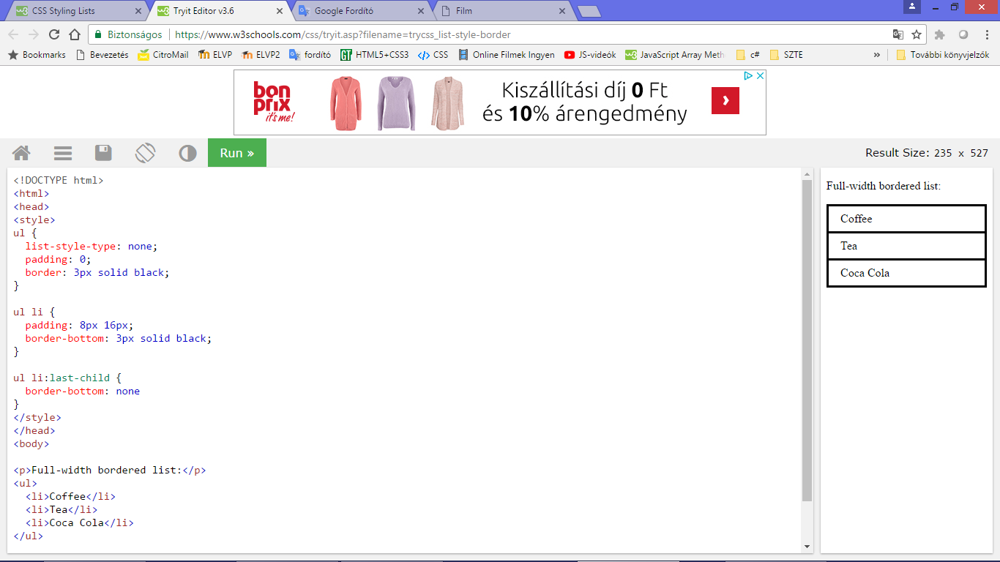 CSS Styling Lists
Tryit Editor v3.6
Google Fordító
Film
Biztonságos
https://www.w3schools.com/css/tryit.asp?filename=trycss_list-style-border
Bookmarks
Bevezetés
CitroMail
ELVP
ELVP2
fordító
HTML5+CSS3
CSS
Online Filmek Ingyen
JS-videók
JavaScript Array Meth
c#
SZTE
»
További könyvjelzők
bon
prix
it's me!
Kiszállítási díj 0 Ft
és 10% árengedmény
Run »
Result Size: 235 x 527
<!DOCTYPE html>
<html>
<head>
<style>
ul {
  list-style-type: none;
  padding: 0;
  border: 3px solid black;
}

ul li {
  padding: 8px 16px;
  border-bottom: 3px solid black;
}

ul li:last-child {
  border-bottom: none
}
</style>
</head>
<body>

<p>Full-width bordered list:</p>
<ul>
  <li>Coffee</li>
  <li>Tea</li>
  <li>Coca Cola</li>
</ul>
Full-width bordered list:
Coffee
Tea
Coca Cola